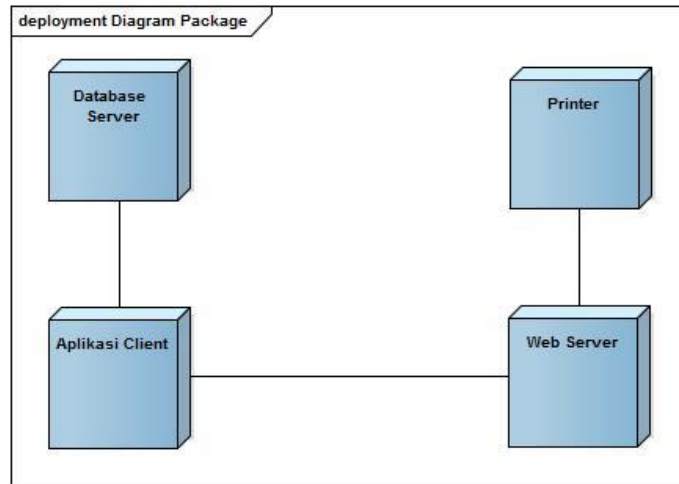 deployment Diagram Package
Database
Server
Printer
Aplikasi Client
Web Server